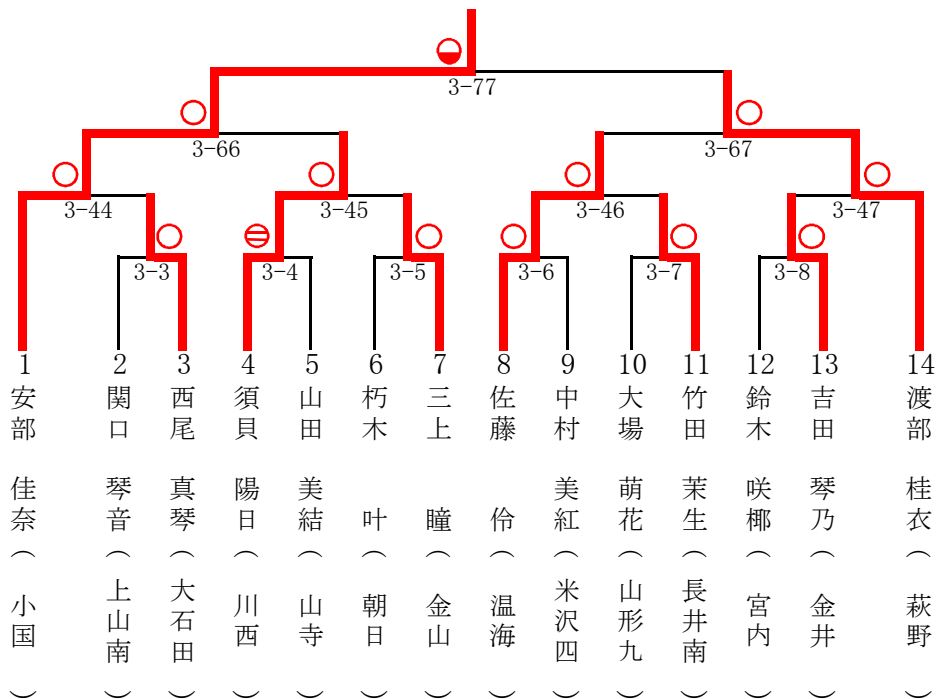 3-77
3-66
3-67
3-44
3-45
3-46
3-47
3-3
3-4
3-5
3-6
3-7
3-8
1
安部 佳奈（小国）
2
関口 琴音（上山南）
3
西尾 真琴（大石田）
4
須貝 陽日（川西）
5
山田 美結（山寺）
6
朽木 叶（朝日）
7
三上 瞳（金山）
8
佐藤 伶（温海）
9
中村 美紅（米沢四）
10
大場 萌花（山形九）
11
竹田 茉生（長井南）
12
鈴木 咲椰（宮内）
13
吉田 琴乃（金井）
14
渡部 桂衣（萩野）